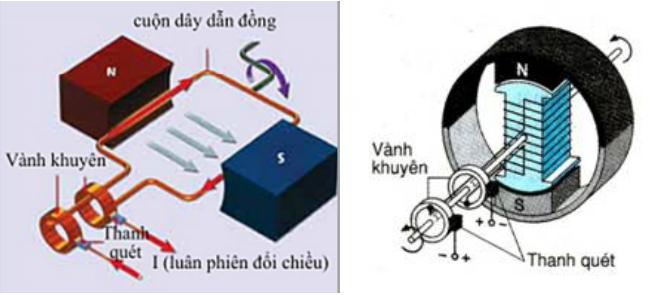 cuộn dây dẫn đồng
N
S
Vành khuyên
Thanh
quét
I (luân phiên đổi chiều)
N
Vành
khuyên
S
+ -
- +
Thanh quét